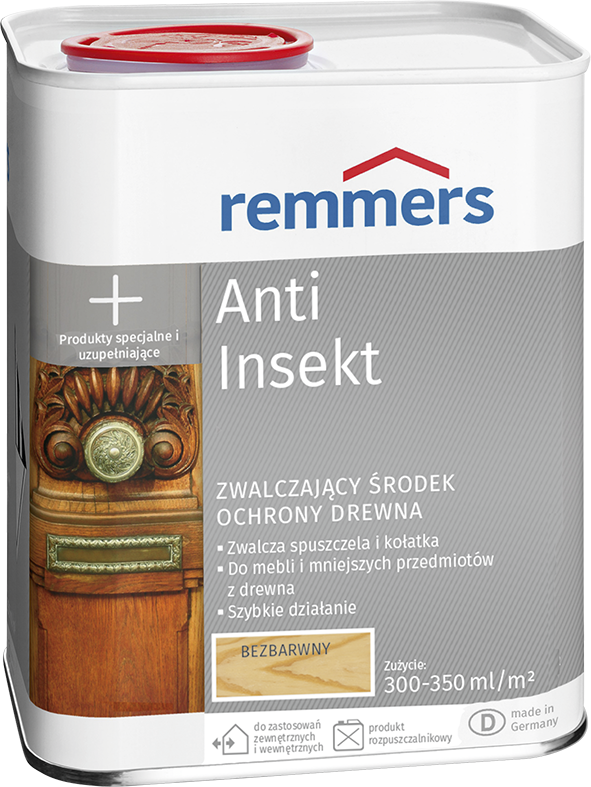 remmers
Produkty specjalne i
uzupełniające
Anti
Insekt
ZWALCZAJĄCY ŚRODEK
OCHRONY DREWNA
▪ Zwalcza spuszczela i kołatka
▪ Do mebli i mniejszych przedmiotów
z drewna
▪ Szybkie działanie
BEZBARWNY
Zużycie:
300-350 ml/m²
do zastosowań
zewnętrznych
i wewnętrznych
produkt
rozpuszczalnikowy
D
made in
Germany